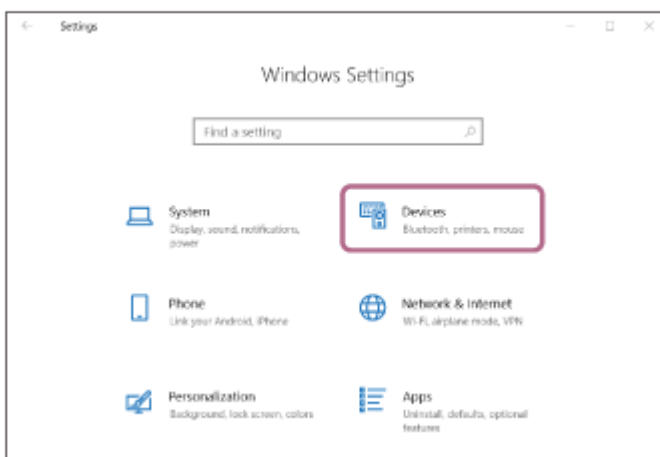 Settings
Windows Settings
Find a setting
System
Display, sound, notifications,
power
Devices
Bluetooth, printers, mouse
Phone
Link your Android, iPhone
Network & Internet
Wi-Fi, airplane mode, VPN
Personalization
Background, lock screen, colors
Apps
Uninstall, defaults, optional
features